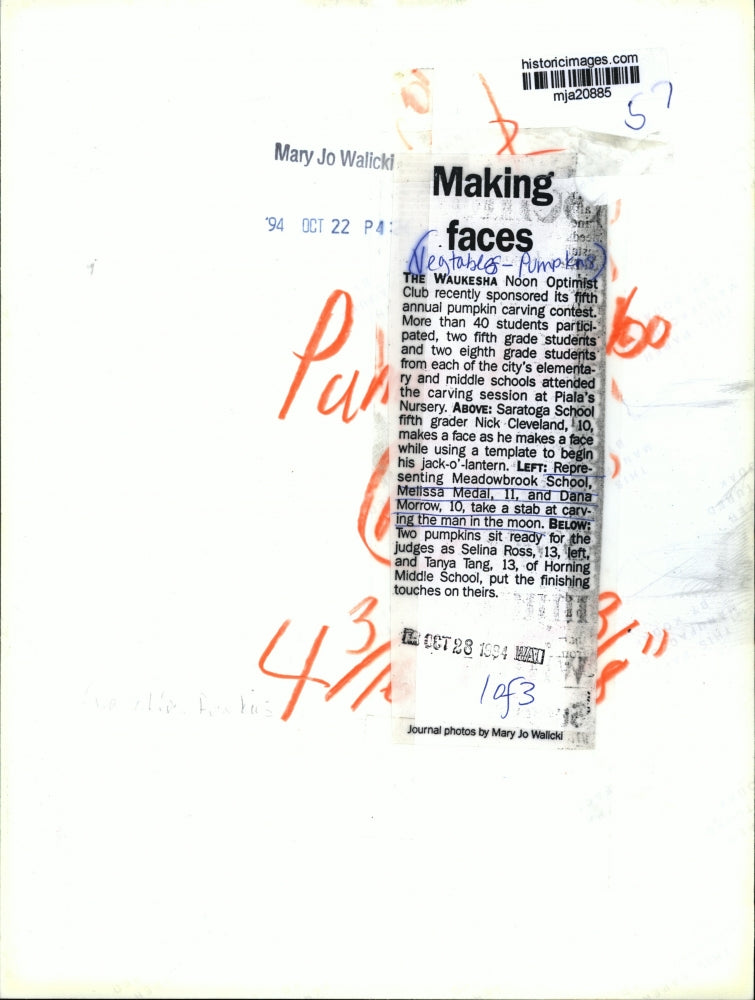 historicimages.com
mja20885
57
Mary Jo Walicki
'94 OCT 22 P4:
Making
faces
(Vegtables - Pumpkins)
THE WAUKESHA Noon Optimist
Club recently sponsored its fifth
annual pumpkin carving contest.
More than 40 students partici-
pated, two fifth grade students
and two eighth grade students
from each of the city's elementa-
ry and middle schools attended
the carving session at Piala's
Nursery. ABOVE: Saratoga School
fifth grader Nick Cleveland, 10,
makes a face as he makes a face
while using a template to begin
his jack-o'-lantern. LEFT: Repre-
senting Meadowbrook School,
Melissa Medal, 11, and Dana
Morrow, 10, take a stab at carv-
ing the man in the moon. BELOW:
Two pumpkins sit ready for the
judges as Selina Ross, 13, left,
and Tanya Tang, 13, of Horning
Middle School, put the finishing
touches on theirs.
OCT 28 1994
1 of 3
Journal photos by Mary Jo Walicki